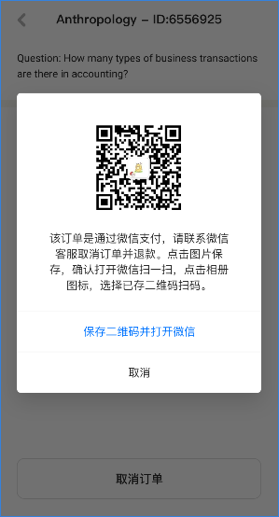 Anthropology – ID:6556925
Question: How many types of business transactions
are there in accounting?
该订单是通过微信支付，请联系微信
客服取消订单并退款。点击图片保
存，确认打开微信扫一扫，点击相册
图标，选择已存二维码扫码。
保存二维码并打开微信
取消
取消订单